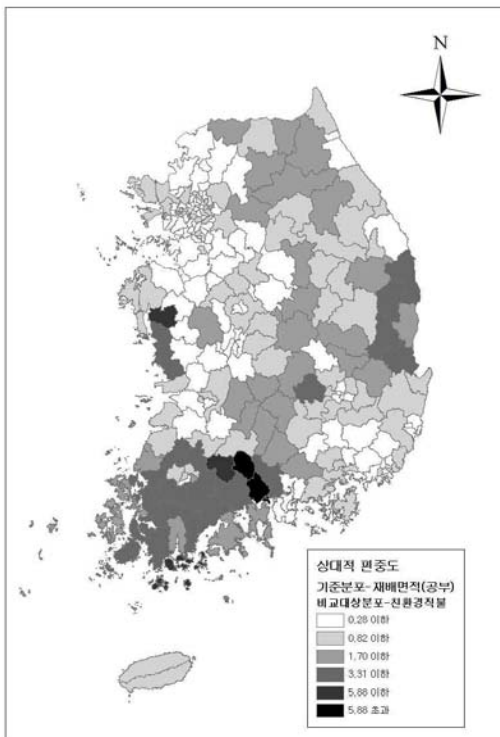 N
상대적 편중도
기준분포-재배면적(공부)
비교대상분포-친환경작물
0,28 이하
0,82 이하
1,70 이하
3,31 이하
5,88 이하
5,88 초과